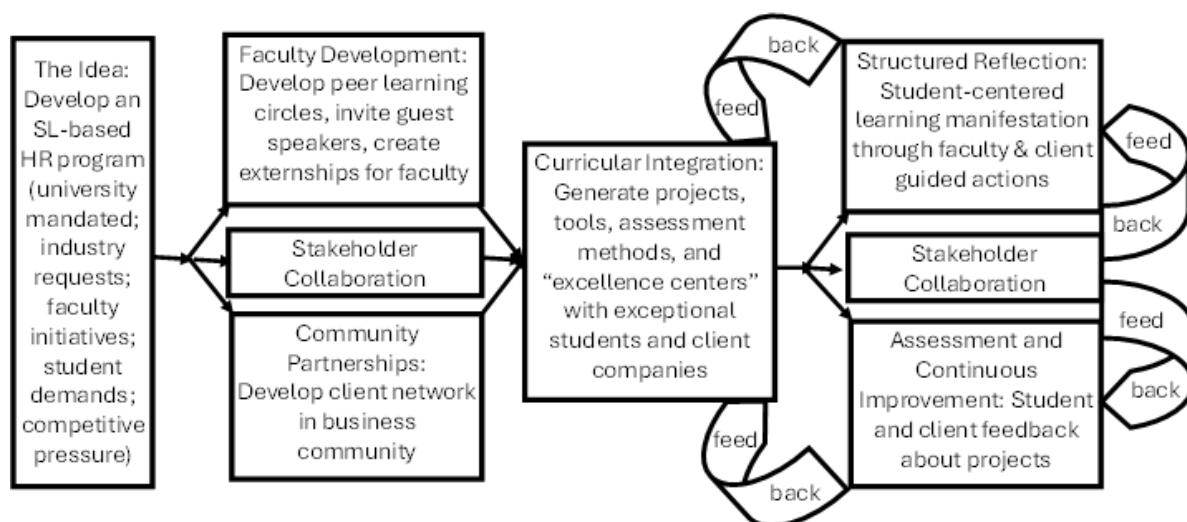 The Idea:
Develop an
SL-based
HR program
(university
mandated;
industry
requests;
faculty
initiatives;
student
demands;
competitive
pressure)
Faculty Development:
Develop peer learning
circles, invite guest
speakers, create
externships for faculty
Stakeholder
Collaboration
Community
Partnerships:
Develop client network
in business
community
Curricular Integration:
Generate projects,
tools, assessment
methods, and
“excellence centers”
with exceptional
students and client
companies
back
feed
feed
back
Structured Reflection:
Student-centered
learning manifestation
through faculty & client
guided actions
Stakeholder
Collaboration
Assessment and
Continuous
Improvement: Student
and client feedback
about projects
feed
back
feed
back